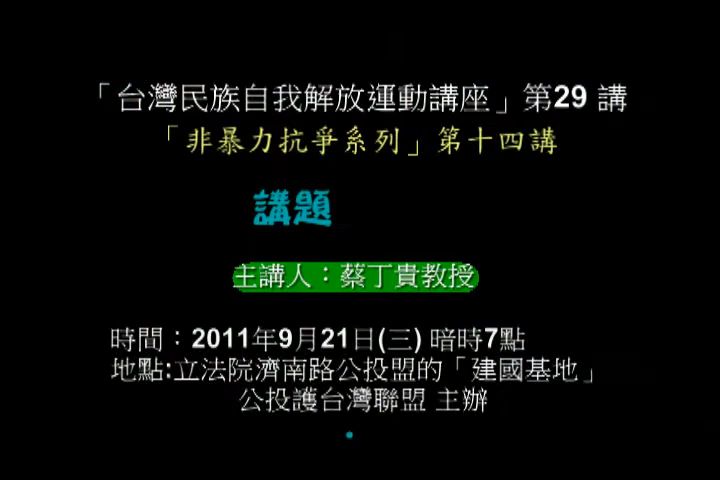 「台灣民族自我解放運動講座」第29 講
「非暴力抗爭系列」第十四講
講題
主講人：蔡丁貴教授
時間：2011年9月21日(三) 暗時7點
地點:立法院濟南路公投盟的「建國基地」
公投護台灣聯盟 主辦